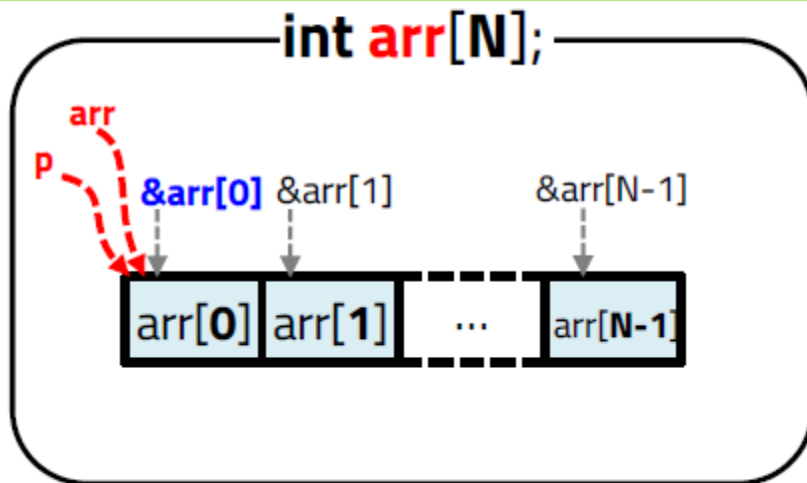 int arr[N];
arr
p
&arr[0] &arr[1] &arr[N-1]
arr[0] arr[1] ... arr[N-1]